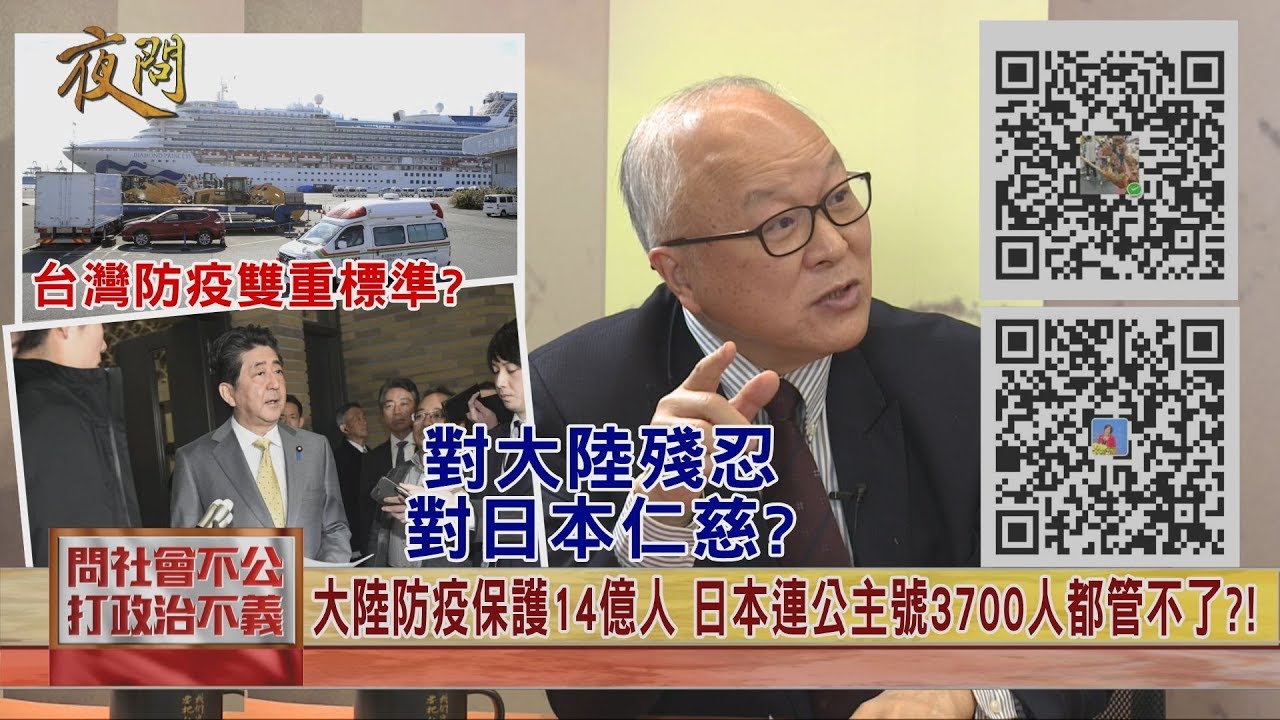 夜問
DIAMOND PRINCESS
台灣防疫雙重標準?
對大陸殘忍
對日本仁慈?
問社會不公
打政治不義
大陸防疫保護14億人 日本連公主號3700人都管不了?!